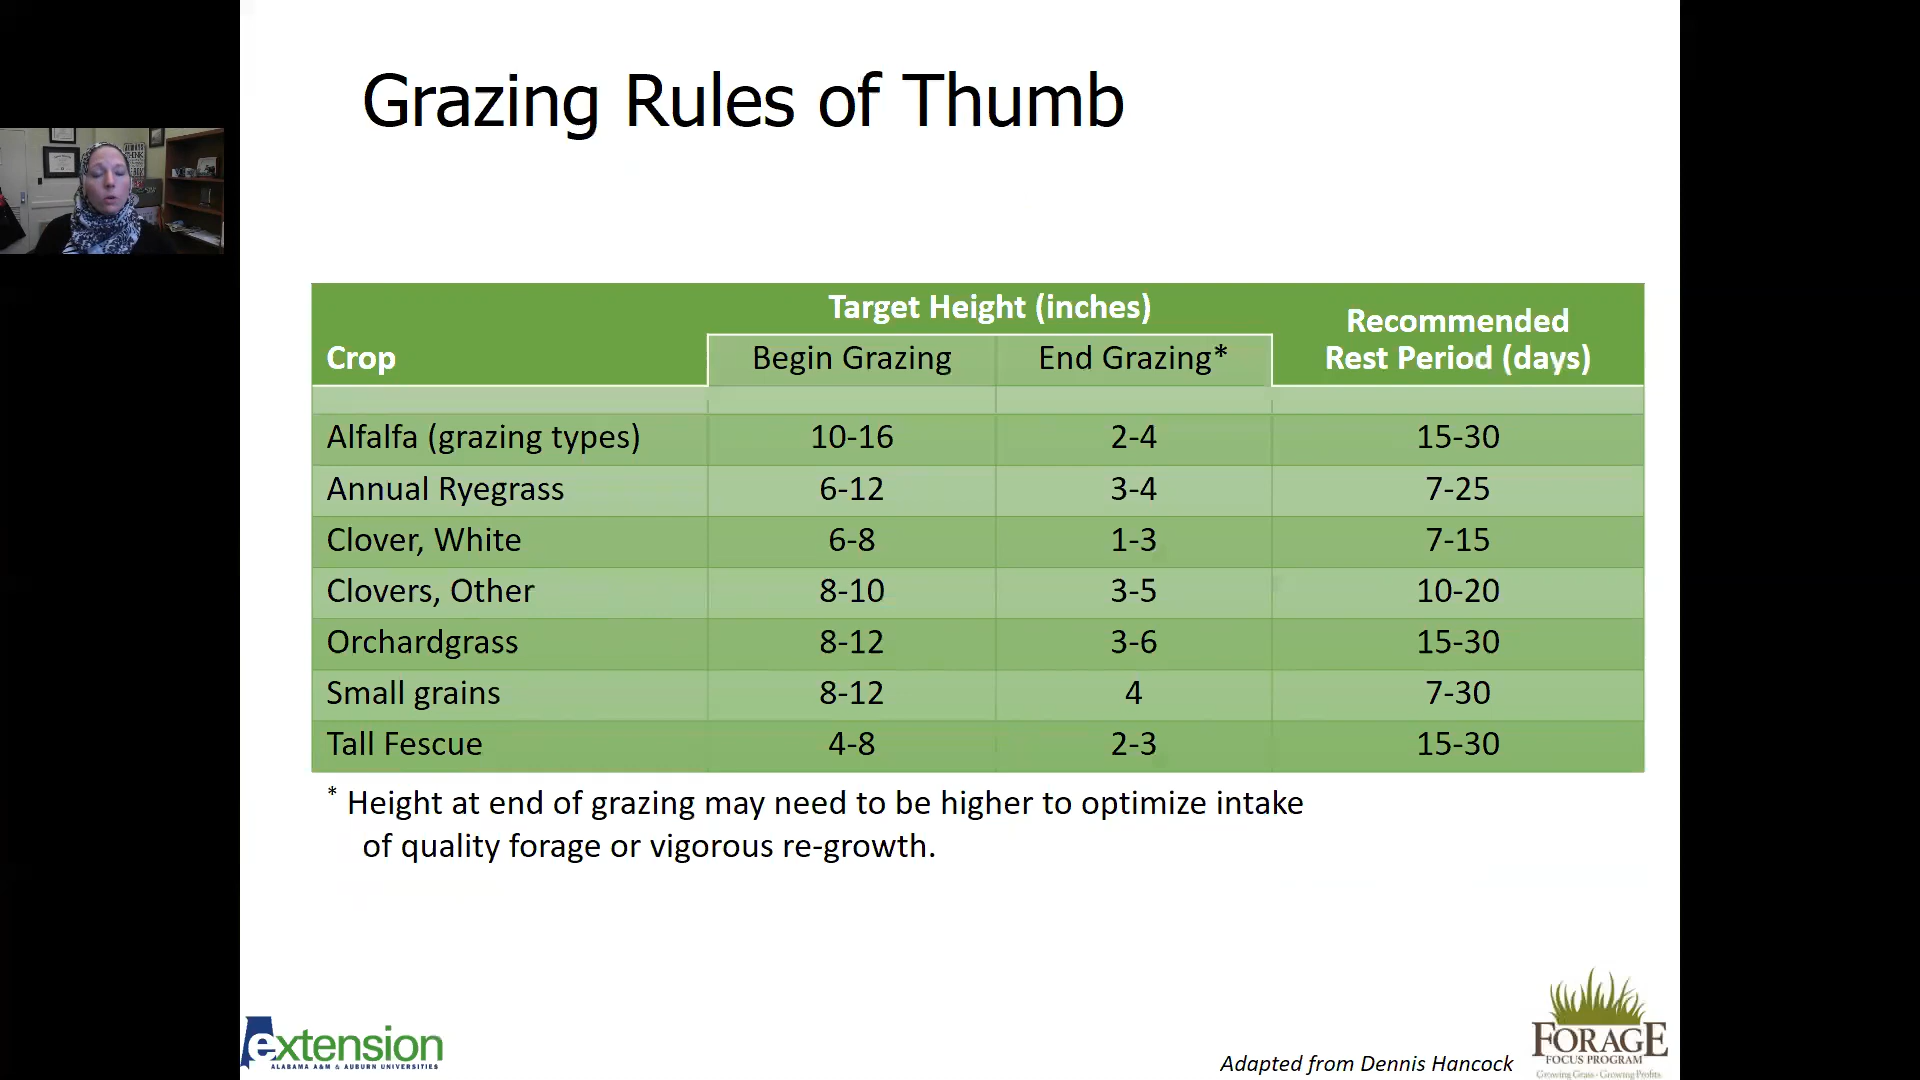 Grazing Rules of Thumb
Target Height (inches)
Recommended
Rest Period (days)
Crop
Begin Grazing
End Grazing*
Alfalfa (grazing types) 10-16 2-4 15-30
Annual Ryegrass 6-12 3-4 7-25
Clover, White 6-8 1-3 7-15
Clovers, Other 8-10 3-5 10-20
Orchardgrass 8-12 3-6 15-30
Small grains 8-12 4 7-30
Tall Fescue 4-8 2-3 15-30
* Height at end of grazing may need to be higher to optimize intake
of quality forage or vigorous re-growth.
extension
ALABAMA A&M & AUBURN UNIVERSITIES
Adapted from Dennis Hancock
FORAGE
FOCUS PROGRAM
Growing Grass - Growing Profits